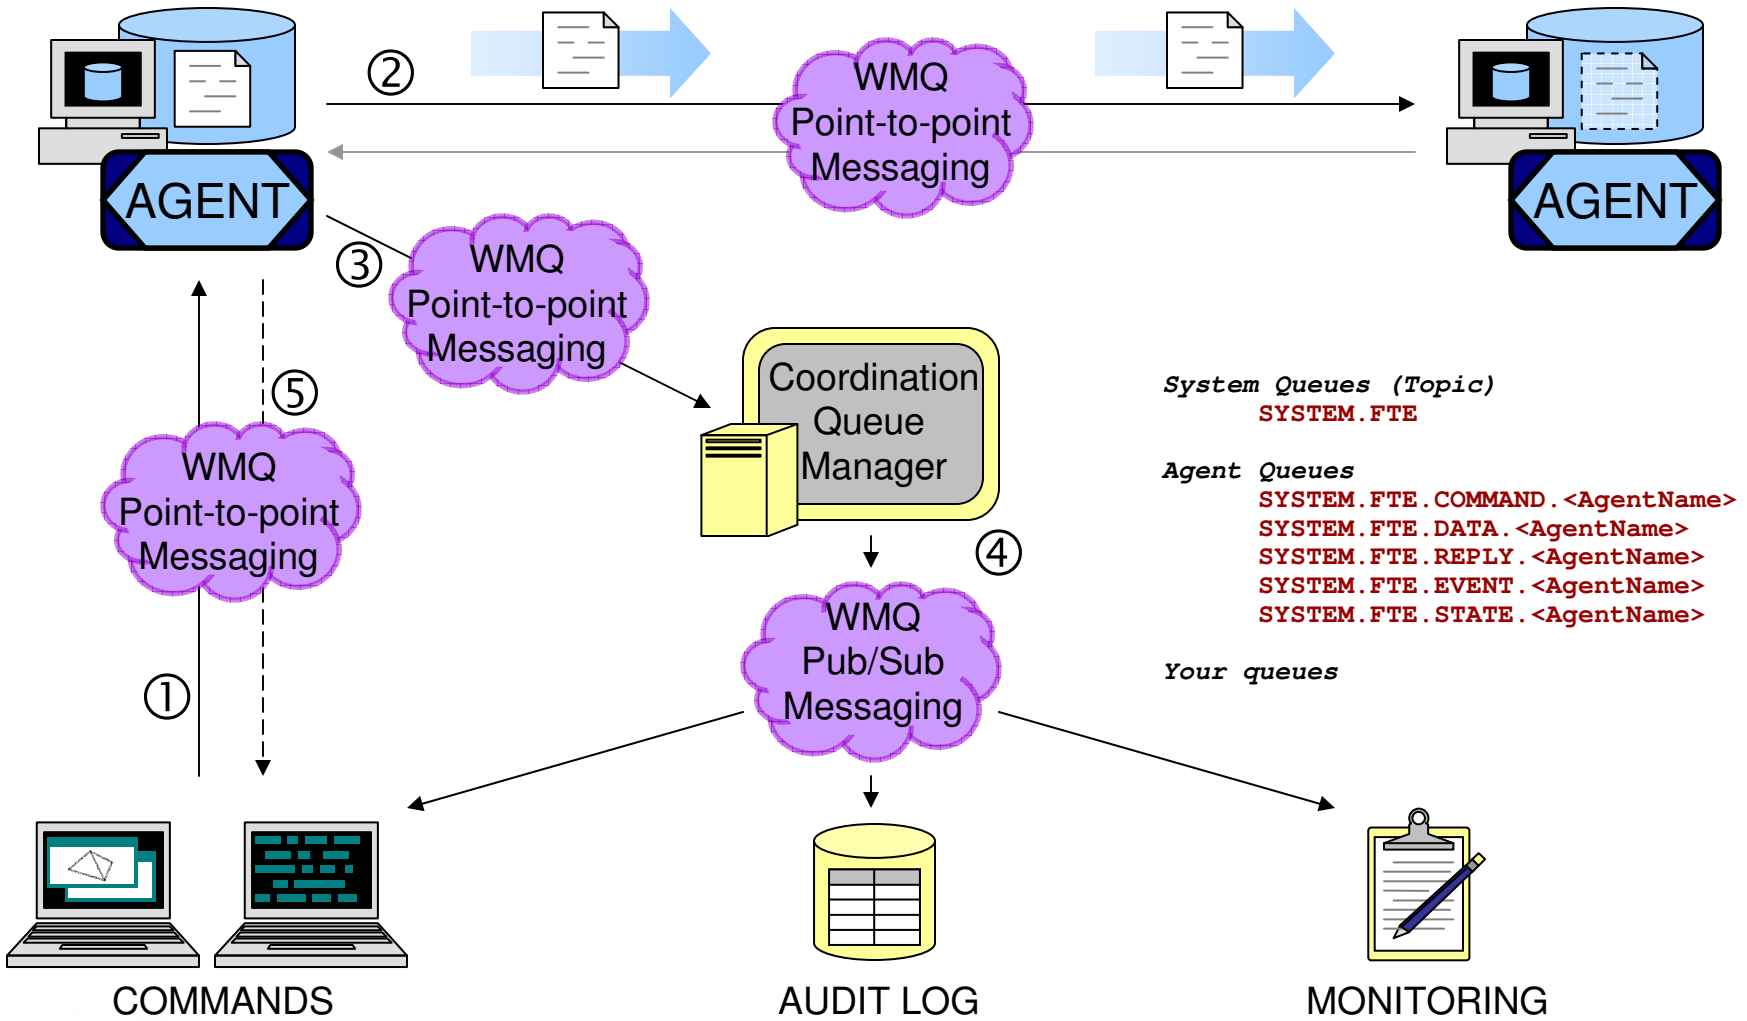 ②
WMQ
Point-to-point
Messaging
AGENT
AGENT
③
WMQ
Point-to-point
Messaging
Coordination
Queue
Manager
System Queues (Topic)
SYSTEM.FTE
Agent Queues
SYSTEM.FTE.COMMAND.<AgentName>
SYSTEM.FTE.DATA.<AgentName>
SYSTEM.FTE.REPLY.<AgentName>
SYSTEM.FTE.EVENT.<AgentName>
SYSTEM.FTE.STATE.<AgentName>
Your queues
⑤
WMQ
Point-to-point
Messaging
①
④
WMQ
Pub/Sub
Messaging
COMMANDS
AUDIT LOG
MONITORING